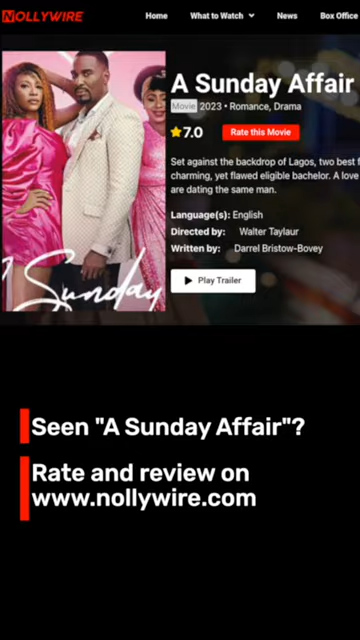 NOLLYWIRE
Home What to Watch News Box Office
A Sunday Affair
Movie 2023 • Romance, Drama
7.0 Rate this Movie
Set against the backdrop of Lagos, two best
charming, yet flawed eligible bachelor. A love
are dating the same man.
Language(s): English
Directed by: Walter Taylaur
Written by: Darrel Bristow-Bovey
Play Trailer
Sunday
Seen "A Sunday Affair"?
Rate and review on
www.nollywire.com